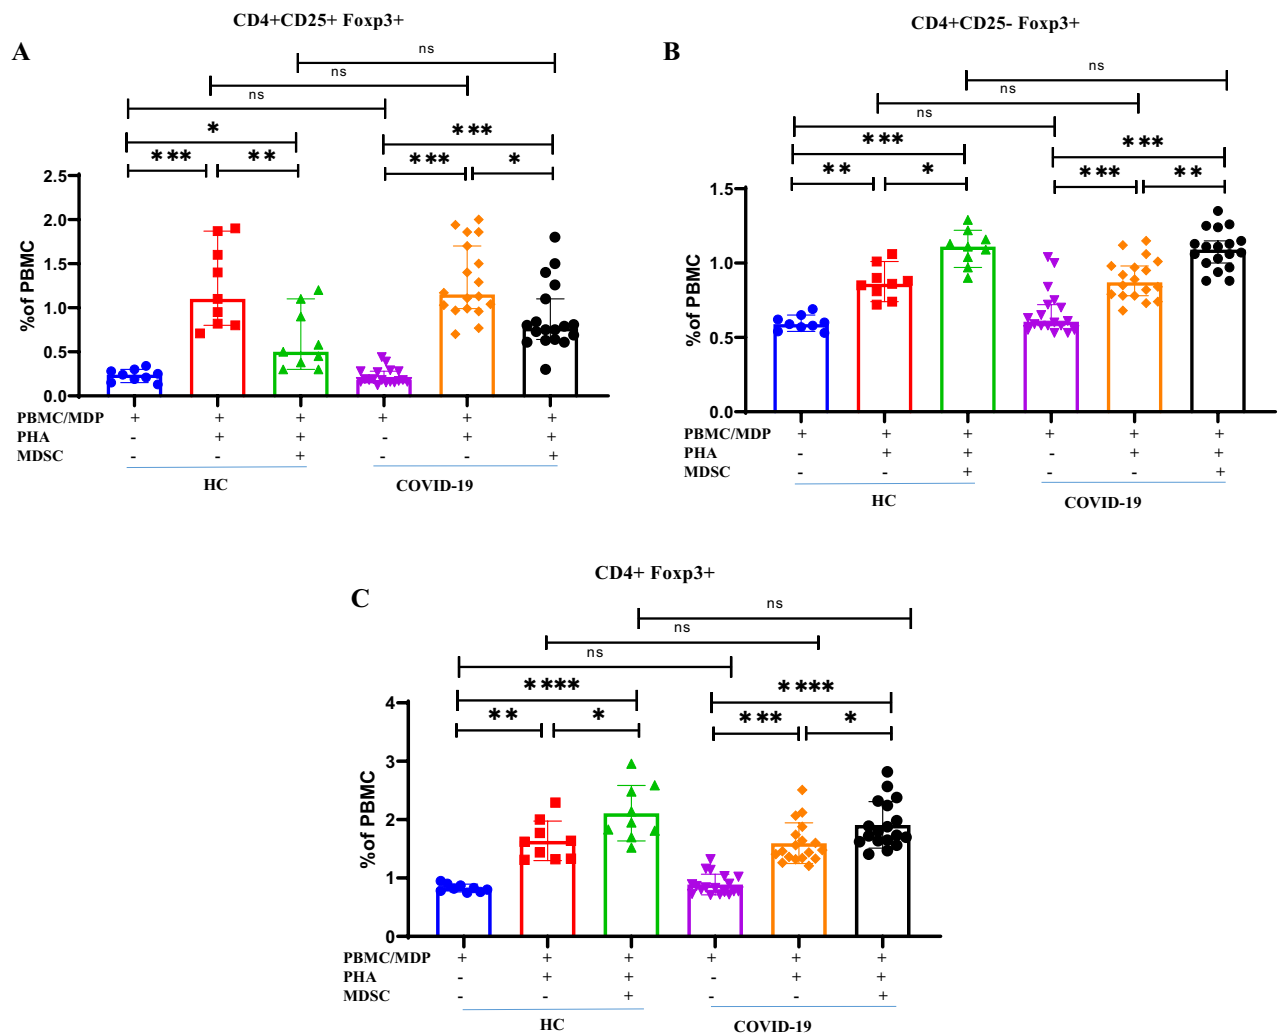 CD4+CD25+ Foxp3+
A
ns
ns
ns
*
***
***
**
***
*
2.5
2.0
1.5
1.0
0.5
0.0
%of PBMC
PBMC/MDP + + + + + +
PHA - + + - + +
MDSC - - + - - +
HC
COVID-19
CD4+CD25- Foxp3+
B
ns
ns
ns
***
***
**
*
***
**
1.5
1.0
0.5
0.0
%of PBMC
PBMC/MDP + + + + + +
PHA - + + - + +
MDSC - - + - - +
HC
COVID-19
CD4+ Foxp3+
C
ns
ns
ns
****
****
**
*
***
*
4
3
2
1
0
%of PBMC
PBMC/MDP + + + + + +
PHA - + + - + +
MDSC - - + - - +
HC
COVID-19